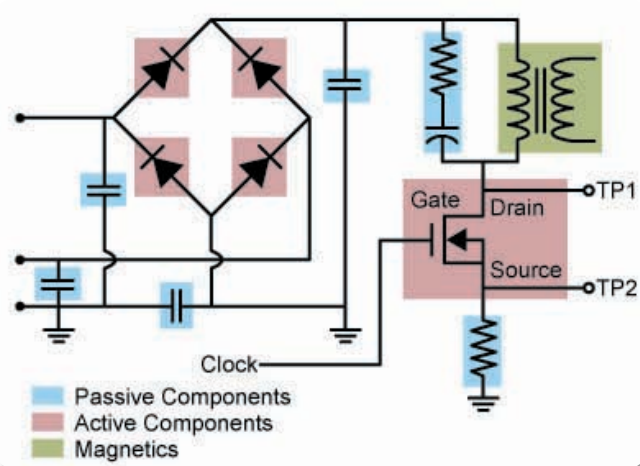 TP1
Gate
Drain
Source
TP2
Clock
Passive Components
Active Components
Magnetics